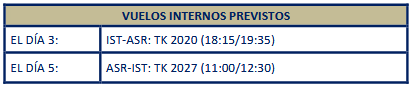 VUELOS INTERNOS PREVISTOS
EL DÍA 3: IST-ASR: TK 2020 (18:15/19:35)
EL DÍA 5: ASR-IST: TK 2027 (11:00/12:30)